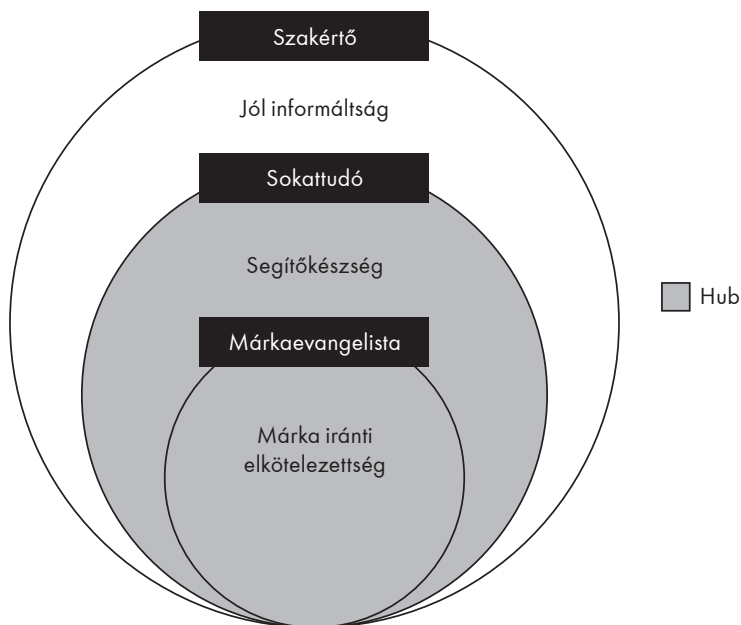 Szakértő
Jól informáltság
Sokattudó
Segítőkészség
Hub
Márkaevangelista
Márka iránti
elkötelezettség